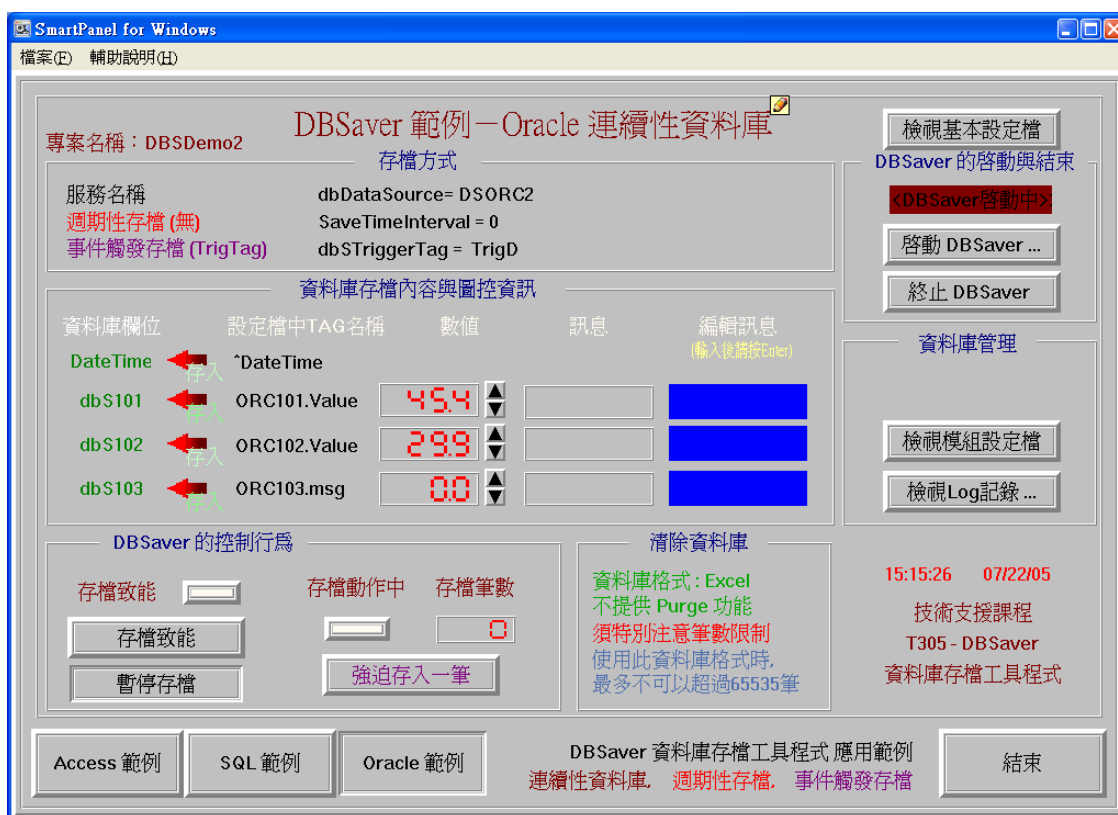 SmartPanel for Windows
檔案(F) 輔助說明(H)
DBSaver 範例－Oracle 連續性資料庫
專案名稱：DBSDemo2
檢視基本設定檔
存檔方式
服務名稱 dbDataSource= DSORC2
週期性存檔 (無) SaveTimeInterval = 0
事件觸發存檔 (TrigTag) dbSTriggerTag = TrigD
DBSaver 的啓動與結束
<DBSaver啓動中>
啓動 DBSaver ...
終止 DBSaver
資料庫存檔內容與圖控資訊
資料庫欄位 設定檔中TAG名稱 數值 訊息 編輯訊息
(輸入後請按Enter)
DateTime 存入 ^DateTime
dbS101 存入 ORC101.Value 45.4
dbS102 存入 ORC102.Value 29.9
dbS103 存入 ORC103.msg 0.0
資料庫管理
檢視模組設定檔
檢視Log記錄 ...
DBSaver 的控制行爲
存檔致能 存檔動作中 存檔筆數
0
存檔致能
暫停存檔
強迫存入一筆
清除資料庫
資料庫格式 : Excel
不提供 Purge 功能
須特別注意筆數限制
使用此資料庫格式時,
最多不可以超過65535筆
15:15:26 07/22/05
技術支援課程
T305 - DBSaver
資料庫存檔工具程式
Access 範例 SQL 範例 Oracle 範例
DBSaver 資料庫存檔工具程式 應用範例
連續性資料庫, 週期性存檔, 事件觸發存檔
結束